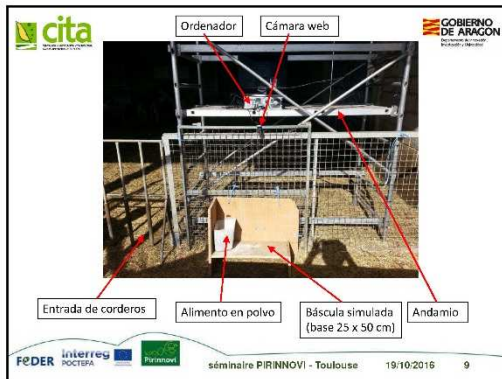 cita
Ordenador
Cámara web
GOBIERNO
DE ARAGON
Entrada de corderos
Alimento en polvo
Báscula simulada
(base 25 x 50 cm)
Andamio
FEDER
Interreg
POCTEFA
Pirinnovi
séminaire PIRINNOVI - Toulouse
19/10/2016
9